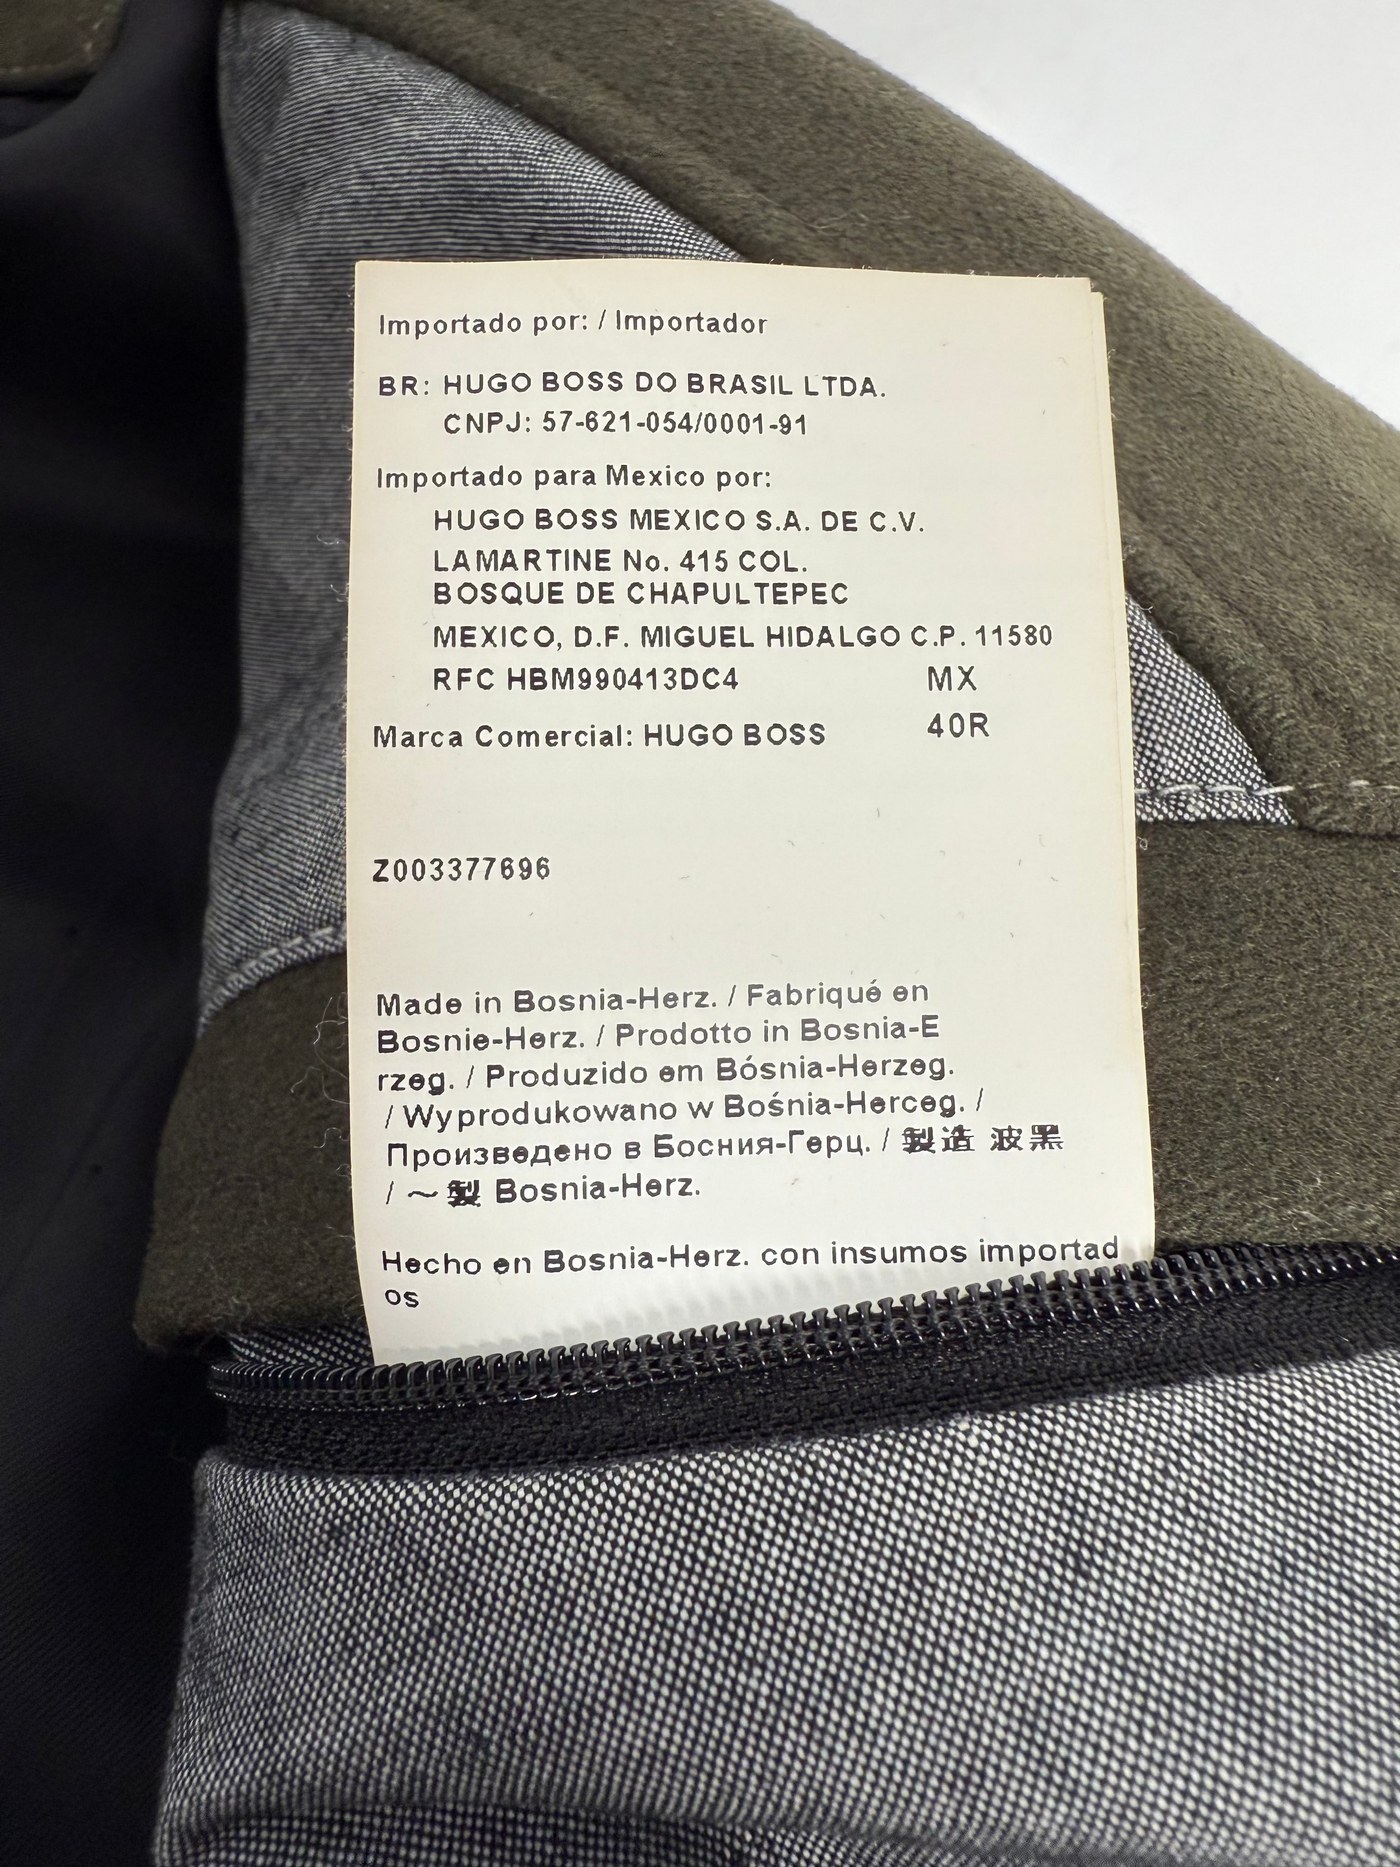 Importado por: / Importador
BR: HUGO BOSS DO BRASIL LTDA.
CNPJ: 57-621-054/0001-91
Importado para Mexico por:
HUGO BOSS MEXICO S.A. DE C.V.
LAMARTINE No. 415 COL.
BOSQUE DE CHAPULTEPEC
MEXICO, D.F. MIGUEL HIDALGO C.P. 11580
RFC HBM990413DC4 MX
Marca Comercial: HUGO BOSS 40R
Z003377696
Made in Bosnia-Herz. / Fabriqué en
Bosnie-Herz. / Prodotto in Bosnia-E
rzeg. / Produzido em Bósnia-Herzeg.
/ Wyprodukowano w Bośnia-Herceg. /
Произведено в Босния-Герц. / 製造 波黑
/ ～製 Bosnia-Herz.
Hecho en Bosnia-Herz. con insumos importad
os